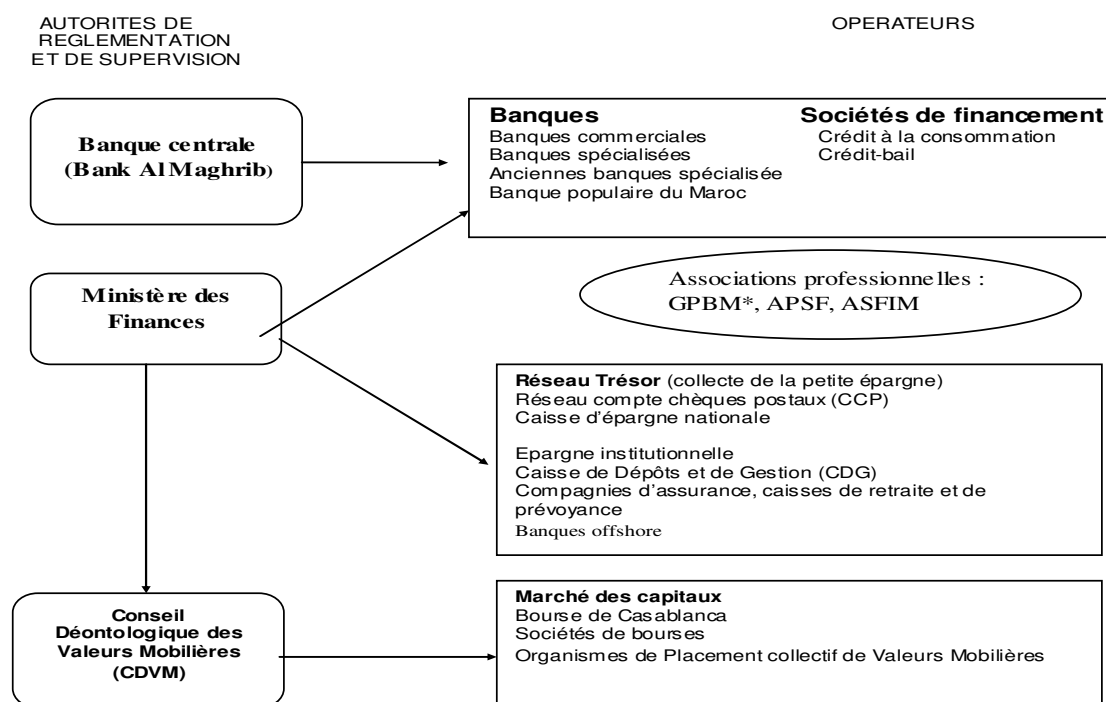 AUTORITES DE
REGLEMENTATION
ET DE SUPERVISION
OPERATEURS
Banque centrale
(Bank Al Maghrib)
Banques
Banques commerciales
Banques spécialisées
Anciennes banques spécialisée
Banque populaire du Maroc
Sociétés de financement
Crédit à la consommation
Crédit-bail
Ministère des
Finances
Associations professionnelles :
GPBM*, APSF, ASFIM
Réseau Trésor (collecte de la petite épargne)
Réseau compte chèques postaux (CCP)
Caisse d'épargne nationale
Epargne institutionnelle
Caisse de Dépôts et de Gestion (CDG)
Compagnies d'assurance, caisses de retraite et de
prévoyance
Banques offshore
Conseil
Déontologique des
Valeurs Mobilières
(CDVM)
Marché des capitaux
Bourse de Casablanca
Sociétés de bourses
Organismes de Placement collectif de Valeurs Mobilières